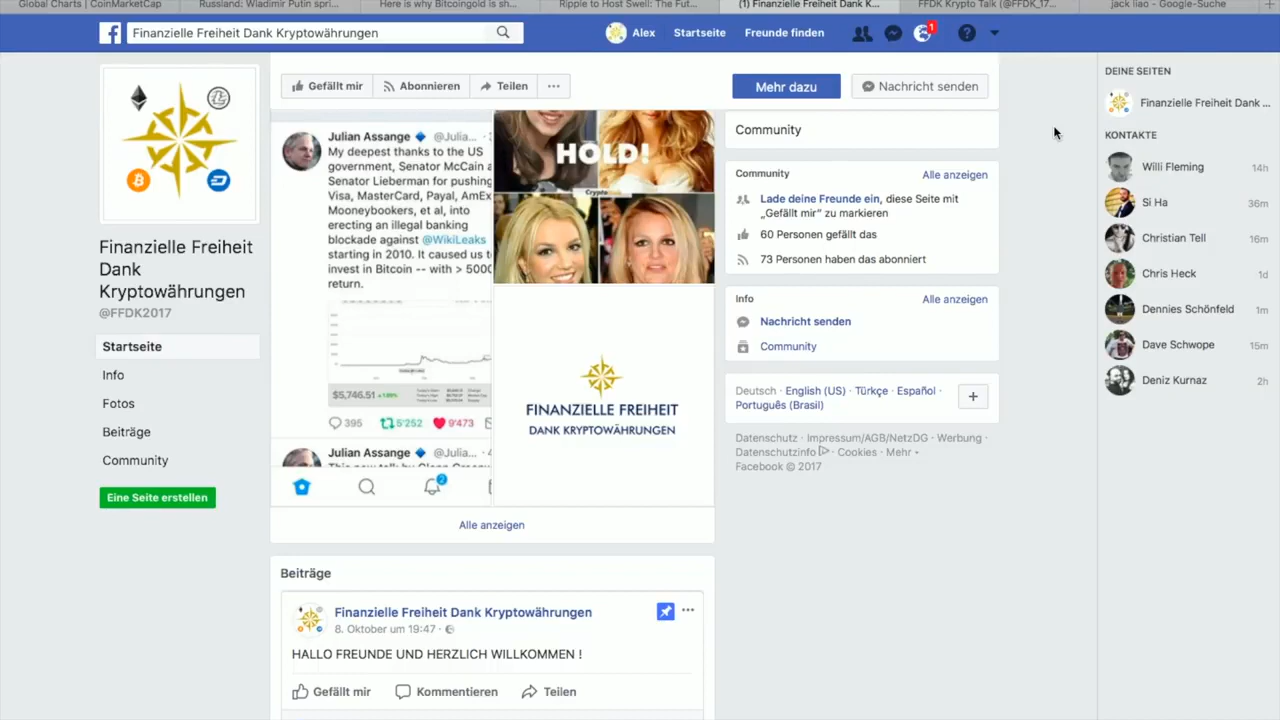 Global Charts | CoinMarketCap
Russland: Wladimir Putin spri...
Here is why Bitcoingold is sh...
Ripple to Host Swell: The Fut...
(1) Finanzielle Freiheit Dank K...
FFDK Krypto Talk (@FFDK_17...
jack liao - Google-Suche
Finanzielle Freiheit Dank Kryptowährungen
Alex
Startseite
Freunde finden
1
Gefällt mir
Abonnieren
Teilen
Mehr dazu
Nachricht senden
Finanzielle Freiheit
Dank
Kryptowährungen
@FFDK2017
Startseite
Info
Fotos
Beiträge
Community
Eine Seite erstellen
Julian Assange @Julia...
My deepest thanks to the US
government, Senator McCain a
Senator Lieberman for pushing
Visa, MasterCard, Payal, AmEx
Mooneybookers, et al, into
erecting an illegal banking
blockade against @WikiLeaks
starting in 2010. It caused us t
invest in Bitcoin -- with > 5000
return.
$5,746.51
395
5'252
9'473
Julian Assange @Julia...
2
HOLD!
FINANZIELLE FREIHEIT
DANK KRYPTOWÄHRUNGEN
Alle anzeigen
Beiträge
Finanzielle Freiheit Dank Kryptowährungen
8. Oktober um 19:47
HALLO FREUNDE UND HERZLICH WILLKOMMEN !
Gefällt mir
Kommentieren
Teilen
Community
Community
Alle anzeigen
Lade deine Freunde ein, diese Seite mit
„Gefällt mir" zu markieren
60 Personen gefällt das
73 Personen haben das abonniert
Info
Alle anzeigen
Nachricht senden
Community
Deutsch · English (US) · Türkçe · Español ·
Português (Brasil)
Datenschutz · Impressum/AGB/NetzDG · Werbung ·
Datenschutzinfo · Cookies · Mehr
Facebook © 2017
DEINE SEITEN
Finanzielle Freiheit Dank ...
KONTAKTE
Willi Fleming 14h
Si Ha 36m
Christian Tell 16m
Chris Heck 1d
Dennies Schönfeld 1m
Dave Schwope 15m
Deniz Kurnaz 2h